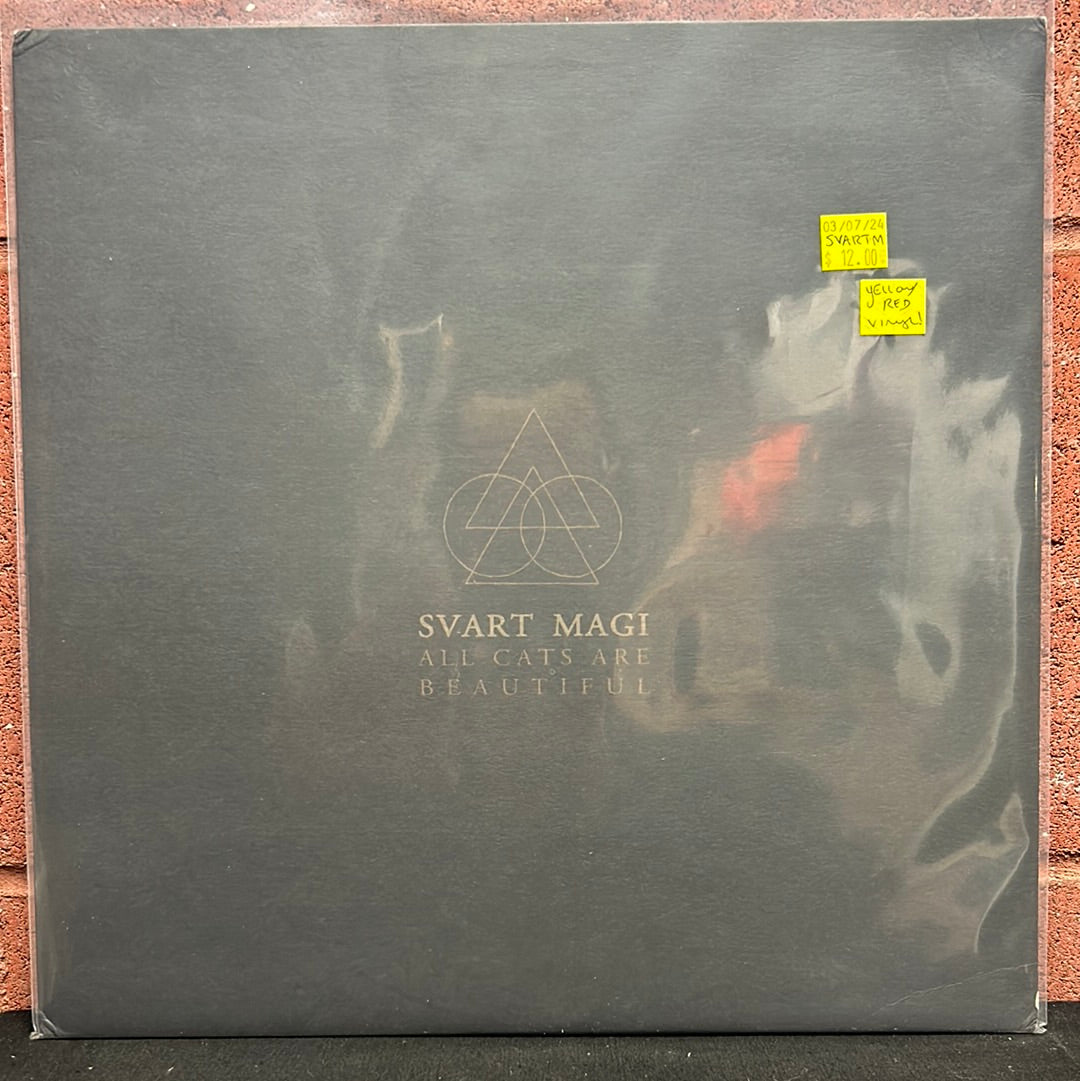 03/07/24
SVARTM
$ 12.00
yellow
RED
vinyl!
SVART MAGI
ALL CATS ARE
BEAUTIFUL